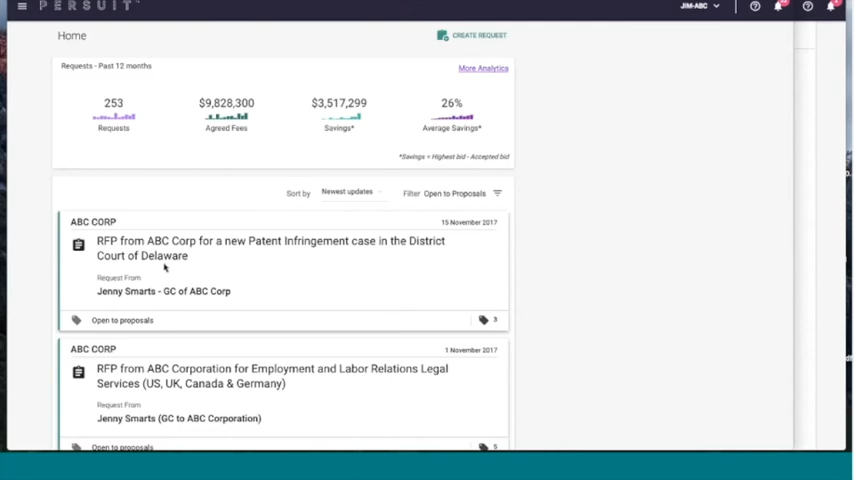 PERSUIT
JIM-ABC
Home
CREATE REQUEST
Requests - Past 12 months
More Analytics
253
$9,828,300
$3,517,299
26%
Requests
Agreed Fees
Savings*
Average Savings*
*Savings = Highest bid - Accepted bid
Sort by Newest updates
Filter Open to Proposals
ABC CORP
15 November 2017
RFP from ABC Corp for a new Patent Infringement case in the District
Court of Delaware
Request From
Jenny Smarts - GC of ABC Corp
Open to proposals
3
ABC CORP
1 November 2017
RFP from ABC Corporation for Employment and Labor Relations Legal
Services (US, UK, Canada & Germany)
Request From
Jenny Smarts (GC to ABC Corporation)
Open to proposals
5